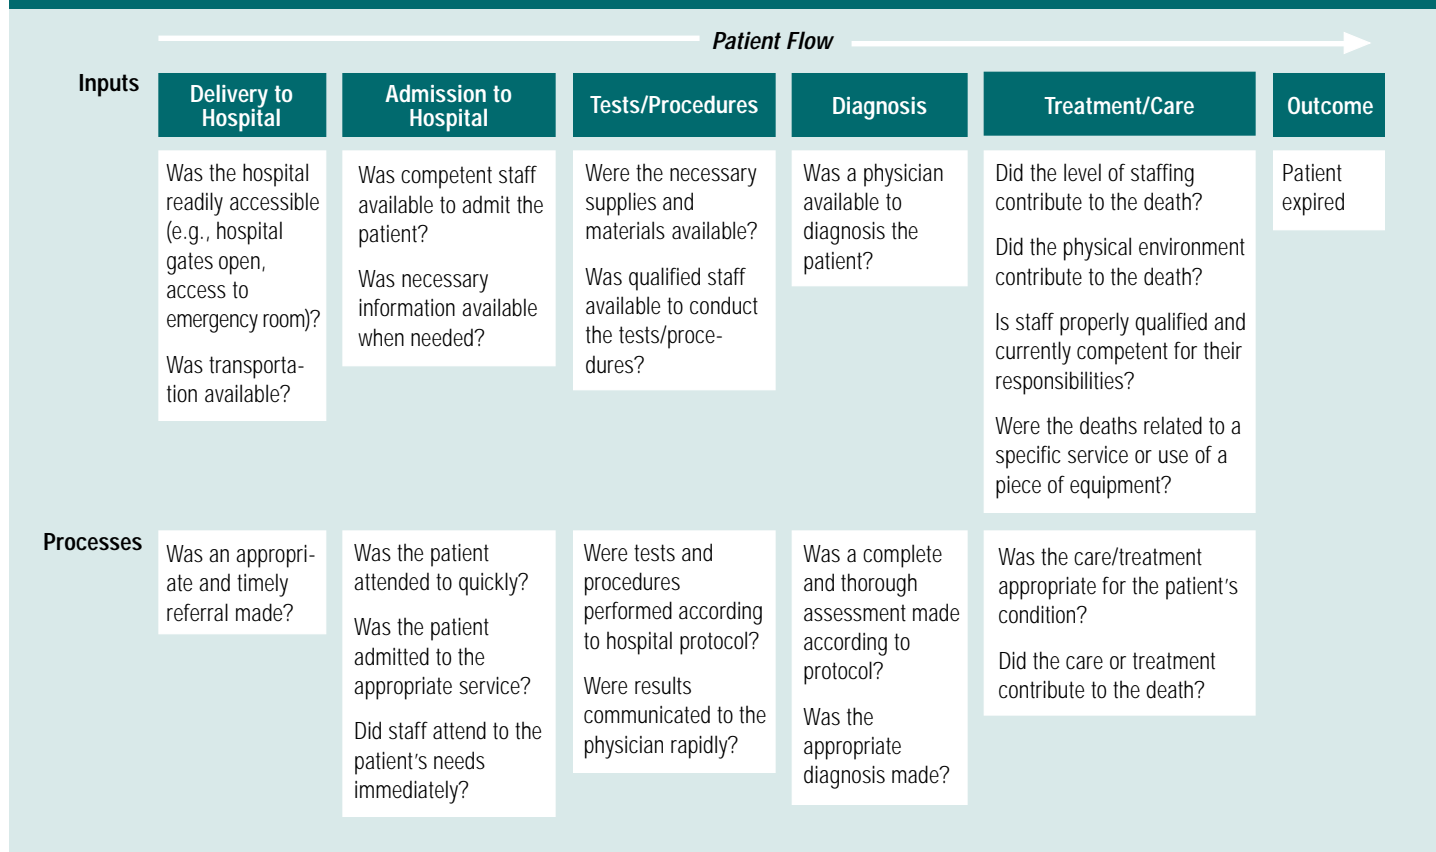 Patient Flow
Inputs
Delivery to
Hospital
Admission to
Hospital
Tests/Procedures
Diagnosis
Treatment/Care
Outcome
Was the hospital
readily accessible
(e.g., hospital
gates open,
access to
emergency room)?
Was transporta-
tion available?
Was competent staff
available to admit the
patient?
Was necessary
information available
when needed?
Were the necessary
supplies and
materials available?
Was qualified staff
available to conduct
the tests/proce-
dures?
Was a physician
available to
diagnosis the
patient?
Did the level of staffing
contribute to the death?
Did the physical environment
contribute to the death?
Is staff properly qualified and
currently competent for their
responsibilities?
Were the deaths related to a
specific service or use of a
piece of equipment?
Patient
expired
Processes
Was an appropri-
ate and timely
referral made?
Was the patient
attended to quickly?
Was the patient
admitted to the
appropriate service?
Did staff attend to the
patient’s needs
immediately?
Were tests and
procedures
performed according
to hospital protocol?
Were results
communicated to the
physician rapidly?
Was a complete
and thorough
assessment made
according to
protocol?
Was the
appropriate
diagnosis made?
Was the care/treatment
appropriate for the patient’s
condition?
Did the care or treatment
contribute to the death?